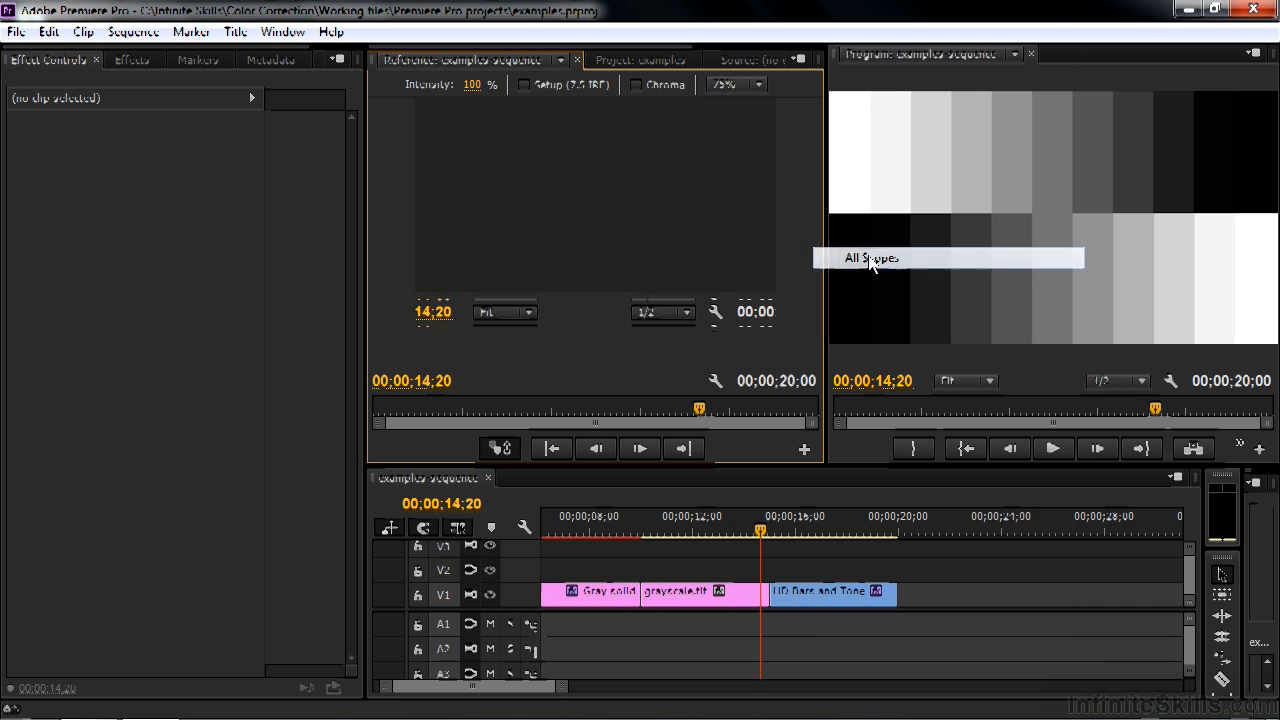 Adobe Premiere Pro - C:\Infinite Skills\Color Correction\Working files\Premiere Pro projects\examples.prproj
File Edit Clip Sequence Marker Title Window Help
Effect Controls Effects Markers Metadata
Reference: examples sequence Project: examples Source: (no c
Program: examples sequence
(no clip selected)
Intensity: 100 % Setup (7.5 IRE) Chroma 75%
All Scopes
14;20 Fit 1/2 00;00
00;00;14;20 00;00;20;00
00;00;14;20 Fit 1/2 00;00;20;00
examples sequence
00;00;14;20
00;00;08;00 00;00;12;00 00;00;16;00 00;00;20;00 00;00;24;00 00;00;28;00 0
V3
V2
V1 Gray solid grayscale.tif HD Bars and Tone
A1 M S
A2 M S
A3 M S
ex...
00;00;14;20
InfiniteSkills.com